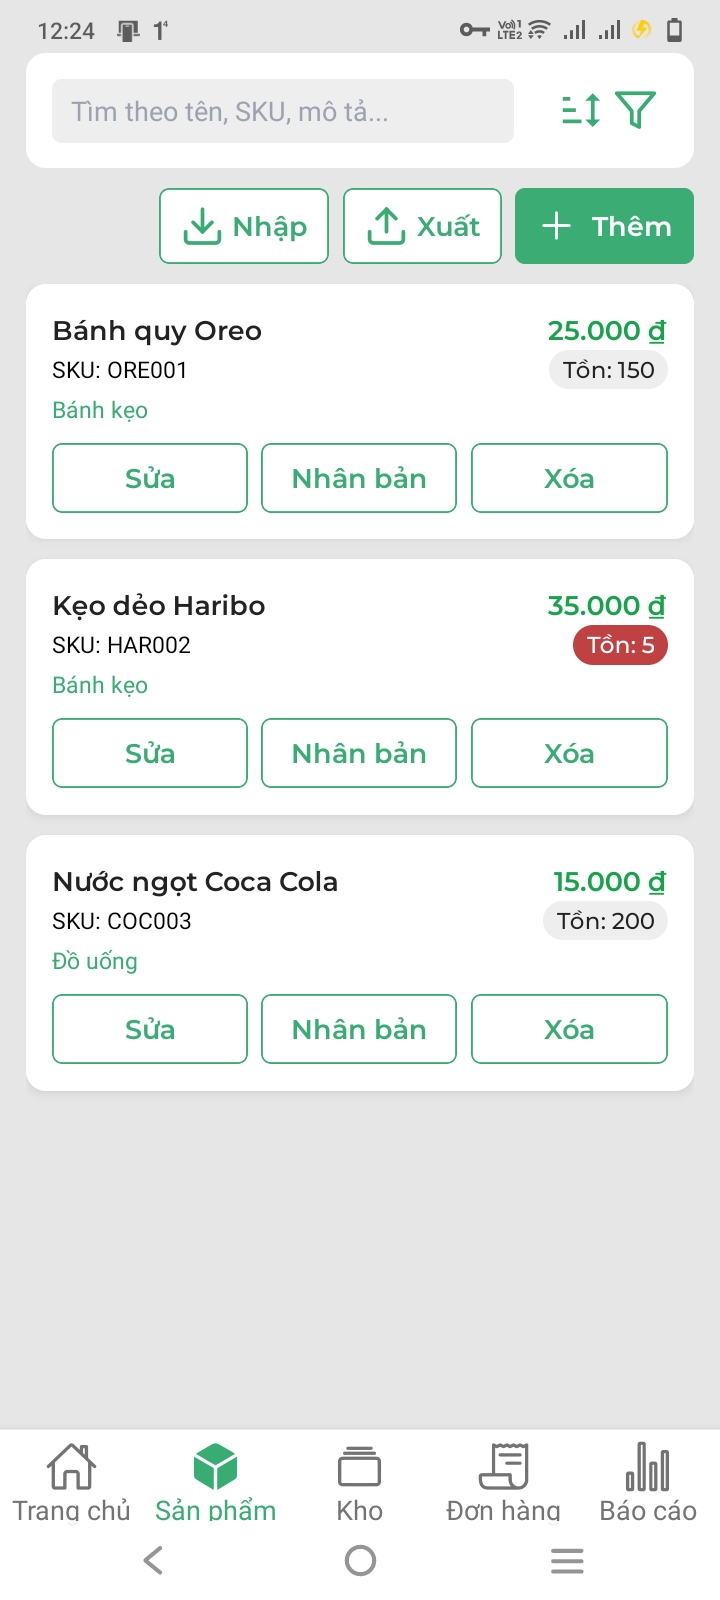 12:24
Vo) 1
LTE2
Tìm theo tên, SKU, mô tả...
Nhập
Xuất
Thêm
Bánh quy Oreo
25.000 ₫
SKU: ORE001
Tồn: 150
Bánh kẹo
Sửa
Nhân bản
Xóa
Kẹo dẻo Haribo
35.000 ₫
SKU: HAR002
Tồn: 5
Bánh kẹo
Sửa
Nhân bản
Xóa
Nước ngọt Coca Cola
15.000 ₫
SKU: COC003
Tồn: 200
Đồ uống
Sửa
Nhân bản
Xóa
Trang chủ
Sản phẩm
Kho
Đơn hàng
Báo cáo